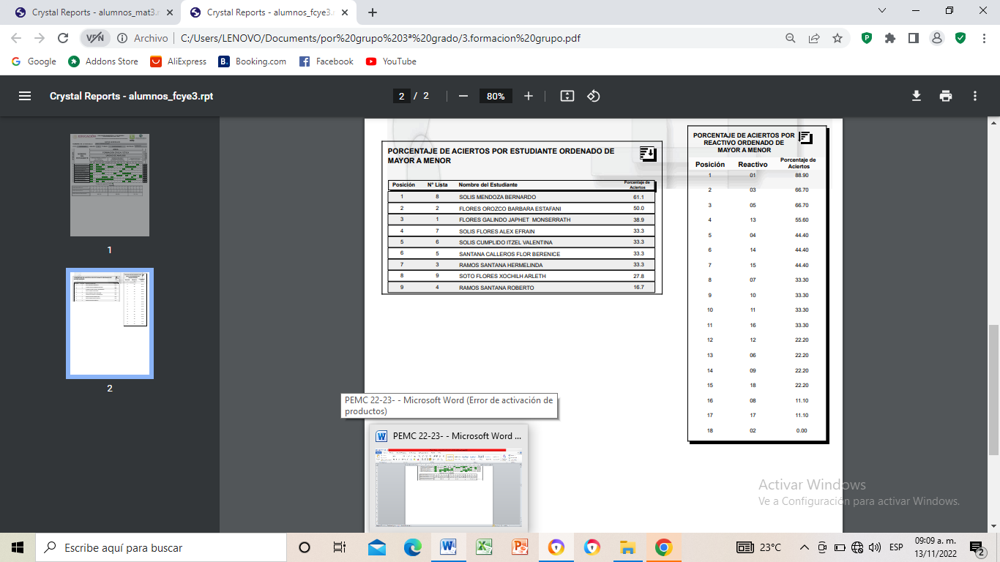 Crystal Reports - alumnos_mat3.r
Crystal Reports - alumnos_fcye3.r
VPN
Archivo
C:/Users/LENOVO/Documents/por%20grupo%203ª%20grado/3.formacion%20grupo.pdf
Google
Addons Store
AliExpress
Booking.com
Facebook
YouTube
Crystal Reports - alumnos_fcye3.rpt
2 / 2
80%
1
2
PORCENTAJE DE ACIERTOS POR ESTUDIANTE ORDENADO DE
MAYOR A MENOR
Posición N° Lista Nombre del Estudiante Porcentaje de Aciertos
1 8 SOLIS MENDOZA BERNARDO 61.1
2 2 FLORES OROZCO BARBARA ESTAFANI 50.0
3 1 FLORES GALINDO JAPHET MONSERRATH 38.9
4 7 SOLIS FLORES ALEX EFRAIN 33.3
5 6 SOLIS CUMPLIDO ITZEL VALENTINA 33.3
6 5 SANTANA CALLEROS FLOR BERENICE 33.3
7 3 RAMOS SANTANA HERMELINDA 33.3
8 9 SOTO FLORES XOCHILH ARLETH 27.8
9 4 RAMOS SANTANA ROBERTO 16.7
PORCENTAJE DE ACIERTOS POR
REACTIVO ORDENADO DE
MAYOR A MENOR
Posición Reactivo Porcentaje de Aciertos
1 01 88.90
2 03 66.70
3 05 66.70
4 13 55.60
5 04 44.40
6 14 44.40
7 15 44.40
8 07 33.30
9 10 33.30
10 11 33.30
11 16 33.30
12 12 22.20
13 06 22.20
14 09 22.20
15 18 22.20
16 08 11.10
17 17 11.10
18 02 0.00
PEMC 22-23- - Microsoft Word (Error de activación de
productos)
PEMC 22-23- - Microsoft Word ...
Activar Windows
Ve a Configuración para activar Windows.
Escribe aquí para buscar
23°C
ESP
09:09 a. m.
13/11/2022
2